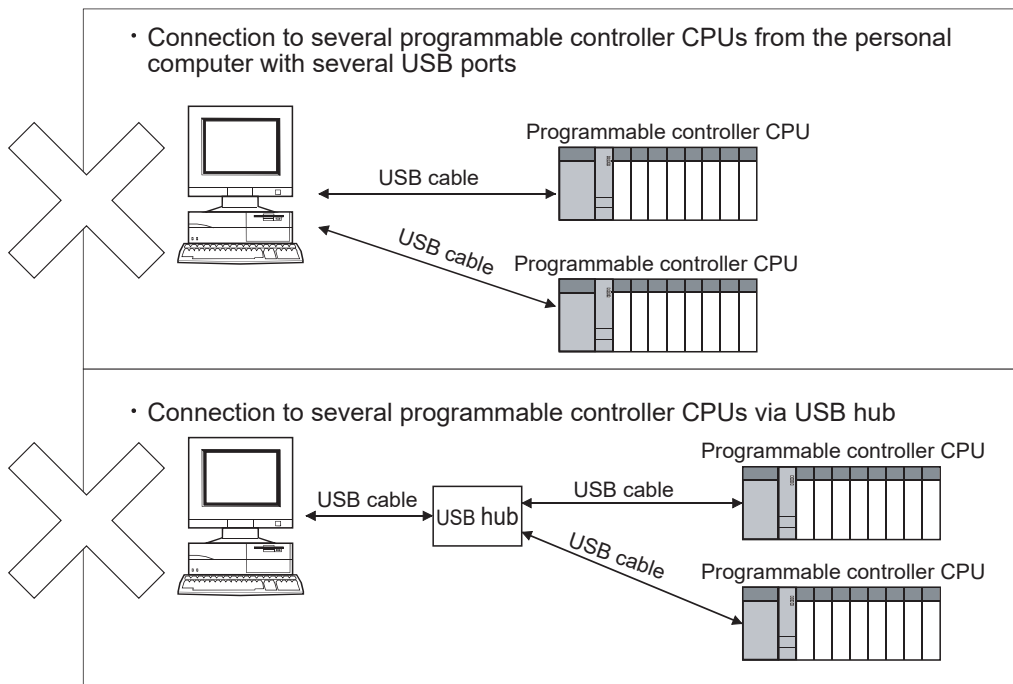 ・Connection to several programmable controller CPUs from the personal
computer with several USB ports
Programmable controller CPU
USB cable
USB cable
Programmable controller CPU
・Connection to several programmable controller CPUs via USB hub
Programmable controller CPU
USB cable
USB cable
USB hub
USB cable
Programmable controller CPU